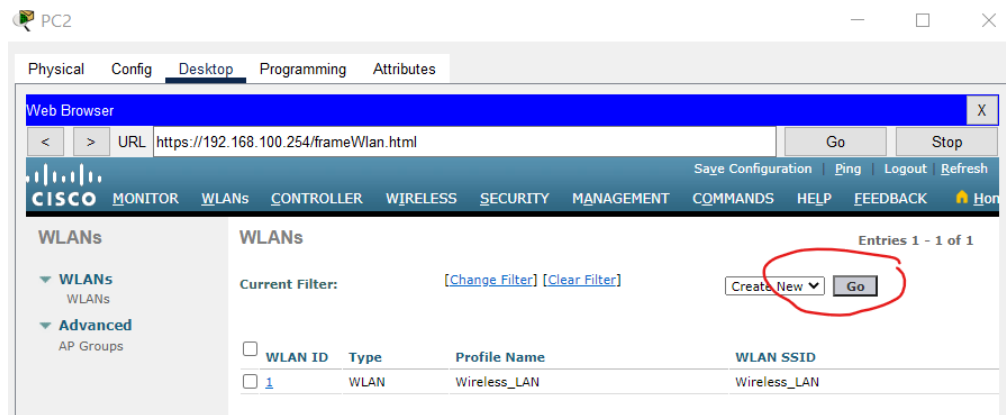 PC2
Physical Config Desktop Programming Attributes
Web Browser X
< > URL https://192.168.100.254/frameWlan.html Go Stop
Save Configuration | Ping | Logout | Refresh
CISCO MONITOR WLANs CONTROLLER WIRELESS SECURITY MANAGEMENT COMMANDS HELP FEEDBACK Hon
WLANs
WLANs
WLANs
Advanced
AP Groups
WLANs Entries 1 - 1 of 1
Current Filter: [Change Filter] [Clear Filter] Create New Go
WLAN ID Type Profile Name WLAN SSID
1 WLAN Wireless_LAN Wireless_LAN